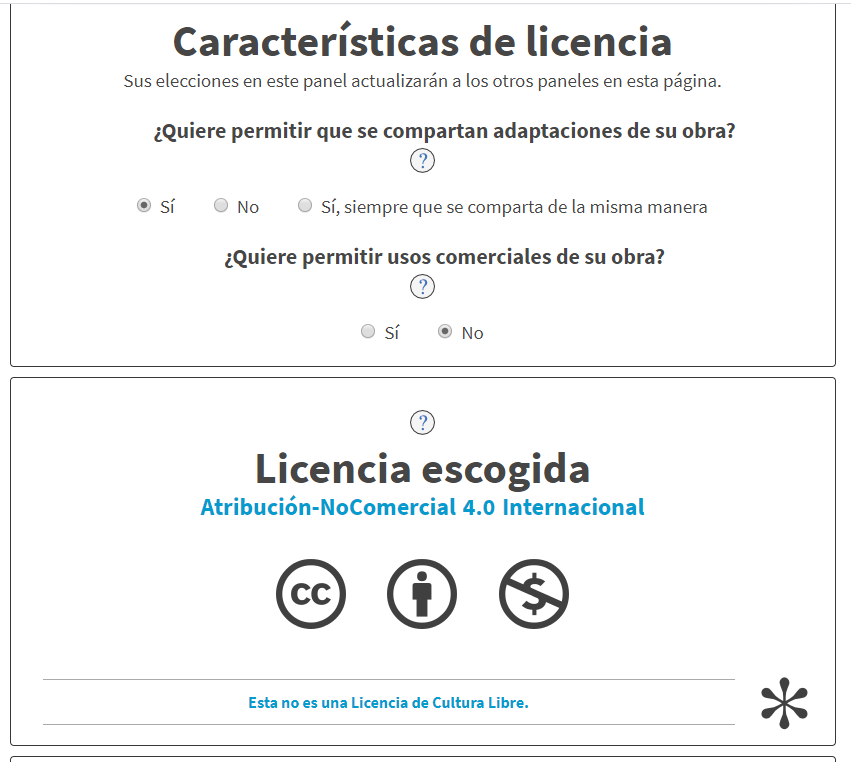 Características de licencia
Sus elecciones en este panel actualizarán a los otros paneles en esta página.
¿Quiere permitir que se compartan adaptaciones de su obra?
?
Sí No Sí, siempre que se comparta de la misma manera
¿Quiere permitir usos comerciales de su obra?
?
Sí No
?
Licencia escogida
Atribución-NoComercial 4.0 Internacional
cc $
Esta no es una Licencia de Cultura Libre.